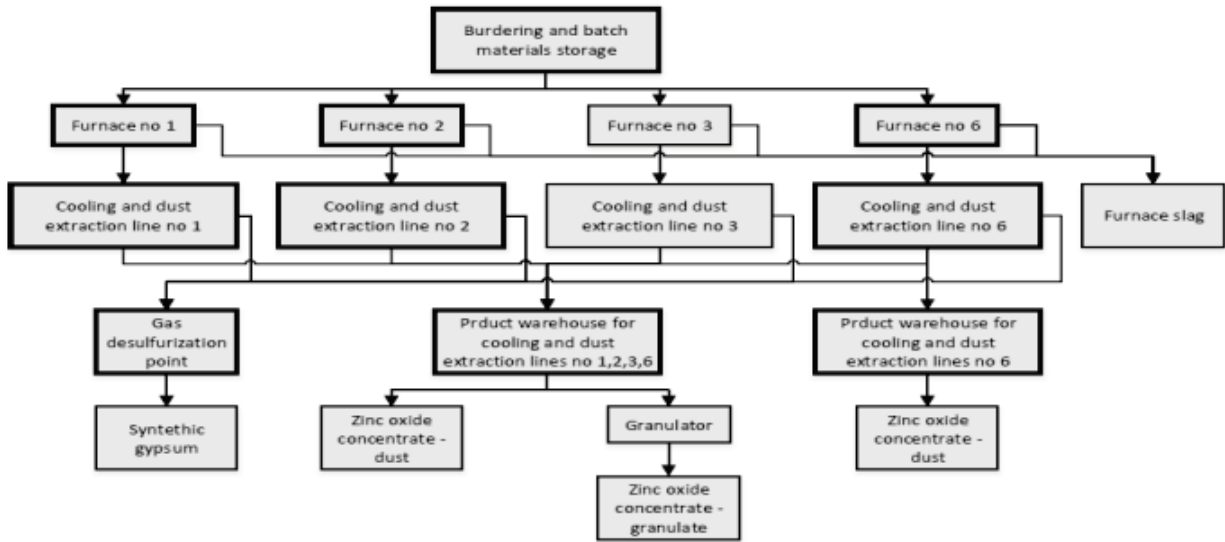 Burdering and batch
materials storage
Furnace no 1
Furnace no 2
Furnace no 3
Furnace no 6
Cooling and dust
extraction line no 1
Cooling and dust
extraction line no 2
Cooling and dust
extraction line no 3
Cooling and dust
extraction line no 6
Furnace slag
Gas
desulfurization
point
Prduct warehouse for
cooling and dust
extraction lines no 1,2,3,6
Prduct warehouse for
cooling and dust
extraction lines no 6
Syntethic
gypsum
Zinc oxide
concentrate -
dust
Granulator
Zinc oxide
concentrate -
dust
Zinc oxide
concentrate -
granulate